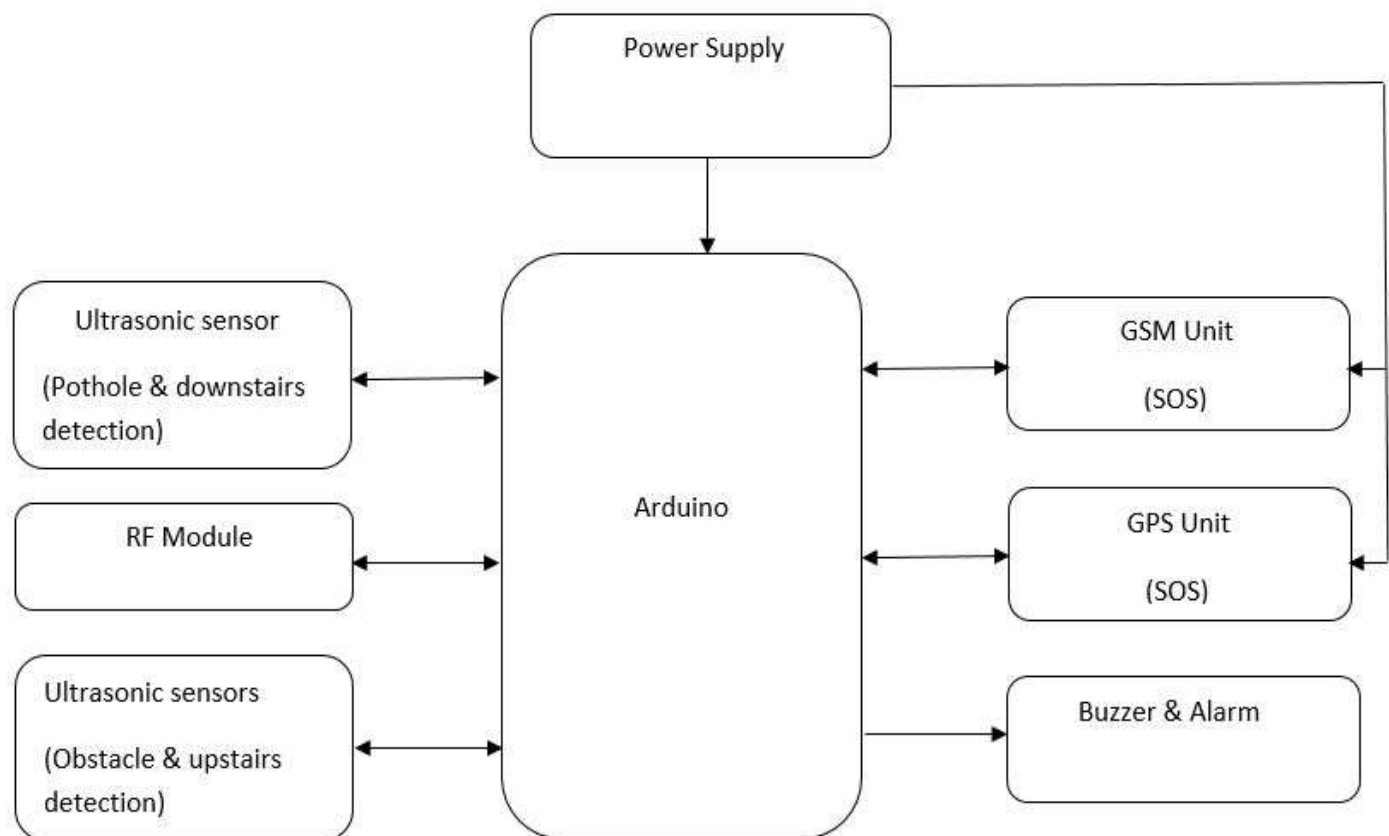 Power Supply
Ultrasonic sensor
(Pothole & downstairs
detection)
RF Module
Ultrasonic sensors
(Obstacle & upstairs
detection)
Arduino
GSM Unit
(SOS)
GPS Unit
(SOS)
Buzzer & Alarm